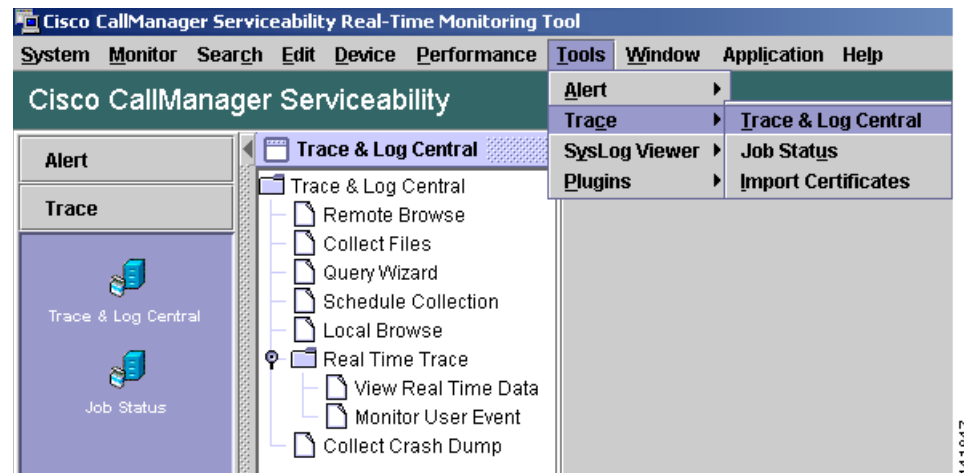 Cisco CallManager Serviceability Real-Time Monitoring Tool
System Monitor Search Edit Device Performance Tools Window Application Help
Cisco CallManager Serviceability
Alert
Trace
SysLog Viewer
Plugins
Trace & Log Central
Job Status
Import Certificates
Alert
Trace
Trace & Log Central
Job Status
Trace & Log Central
Trace & Log Central
Remote Browse
Collect Files
Query Wizard
Schedule Collection
Local Browse
Real Time Trace
View Real Time Data
Monitor User Event
Collect Crash Dump